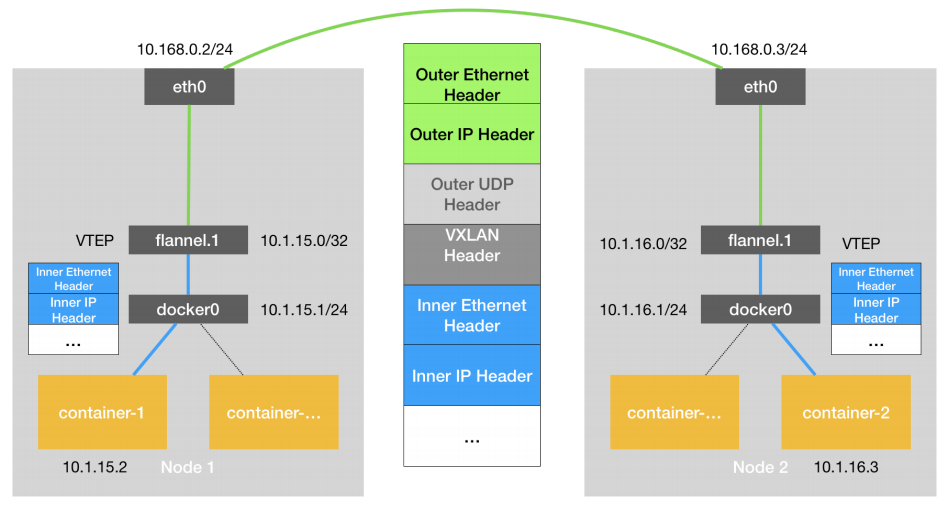 10.168.0.2/24
10.168.0.3/24
eth0
eth0
Outer Ethernet
Header
Outer IP Header
Outer UDP
Header
VXLAN
Header
Inner Ethernet
Header
Inner IP Header
...
VTEP
flannel.1
10.1.15.0/32
Inner Ethernet
Header
Inner IP
Header
...
docker0
10.1.15.1/24
container-1
container-...
10.1.15.2
Node 1
10.1.16.0/32
flannel.1
VTEP
10.1.16.1/24
docker0
Inner Ethernet
Header
Inner IP
Header
...
container-...
container-2
Node 2
10.1.16.3